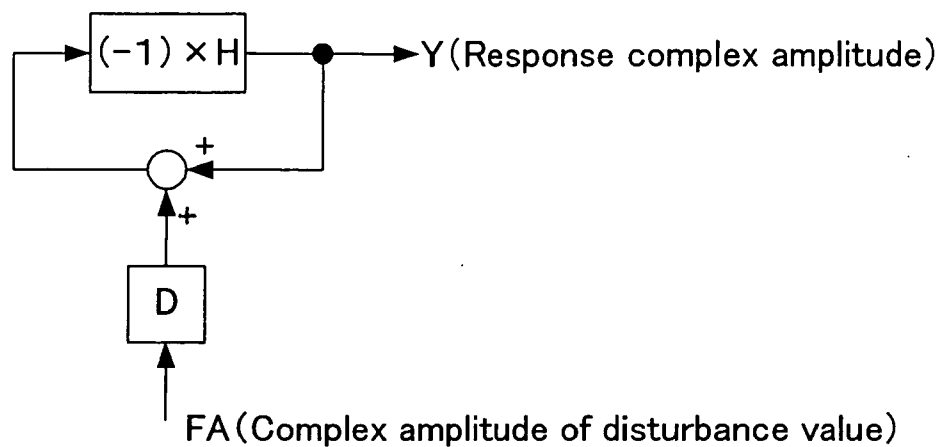 (-1)×H
Y(Response complex amplitude)
+
+
D
FA(Complex amplitude of disturbance value)